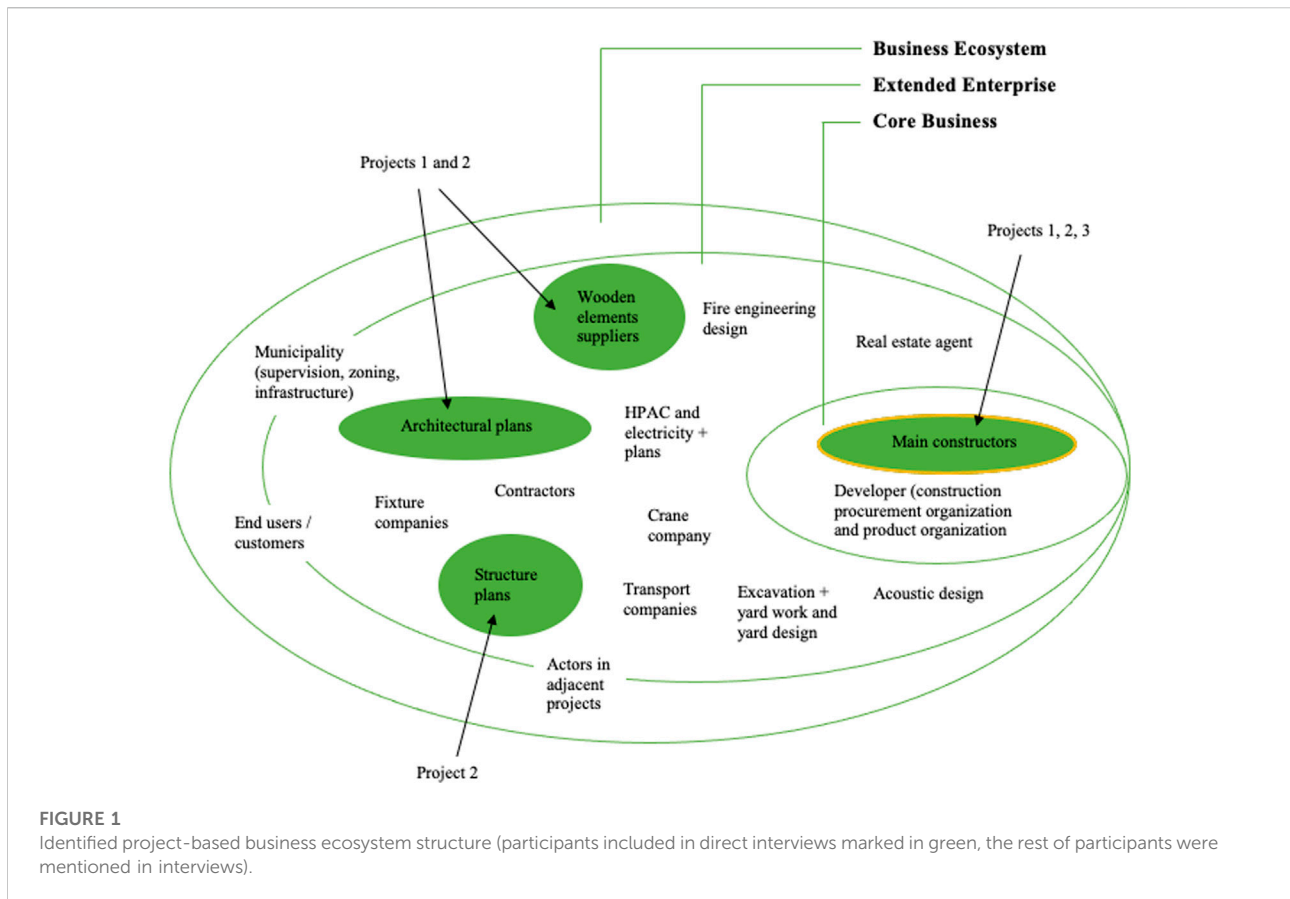 Business Ecosystem
Extended Enterprise
Core Business
Projects 1 and 2
Projects 1, 2, 3
Wooden
elements
suppliers
Fire engineering
design
Real estate agent
Municipality
(supervision, zoning,
infrastructure)
Architectural plans
HPAC and
electricity +
plans
Main constructors
Developer (construction
procurement organization
and product organization
Contractors
Fixture
companies
End users /
customers
Crane
company
Structure
plans
Transport
companies
Excavation +
yard work and
yard design
Acoustic design
Actors in
adjacent
projects
Project 2
FIGURE 1
Identified project-based business ecosystem structure (participants included in direct interviews marked in green, the rest of participants were
mentioned in interviews).